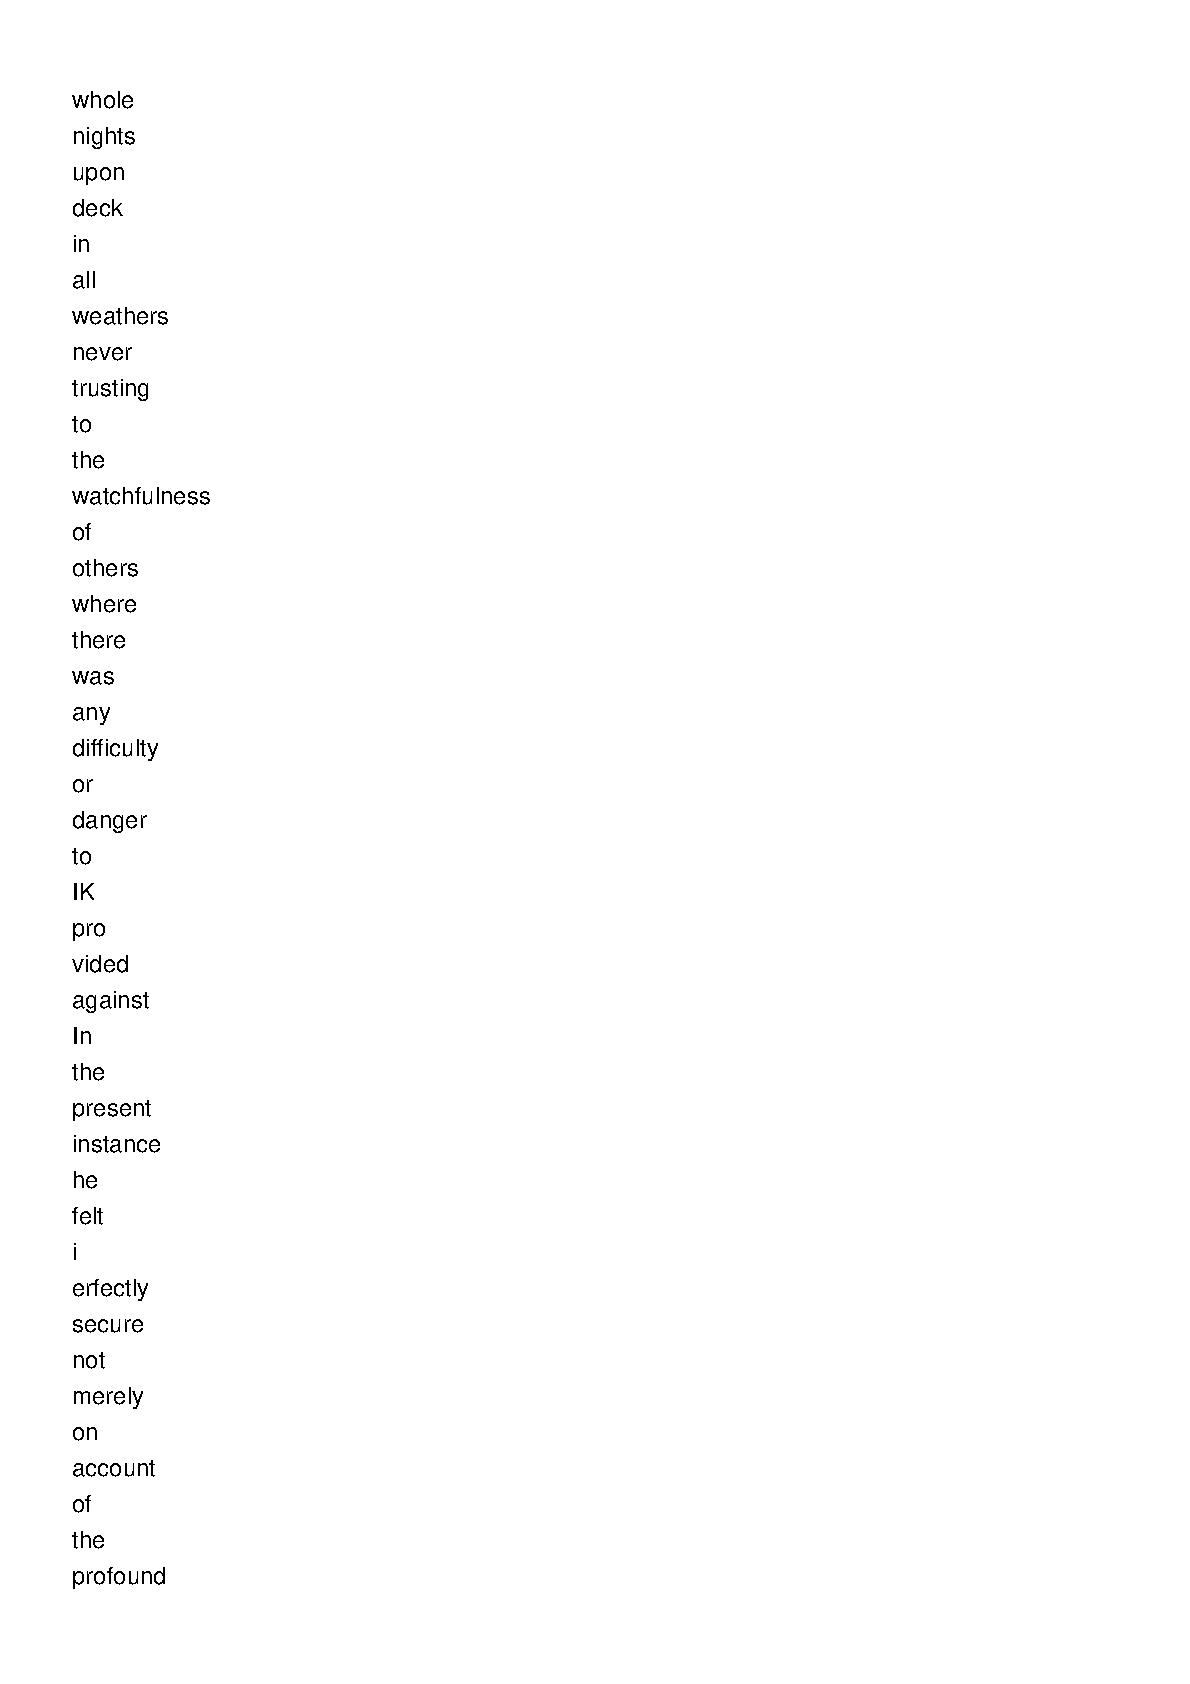 whole
nights
upon
deck
in
all
weathers
never
trusting
to
the
watchfulness
of
others
where
there
was
any
difficulty
or
danger
to
IK
pro
vided
against
In
the
present
instance
he
felt
i
erfectly
secure
not
merely
on
account
of
the
profound